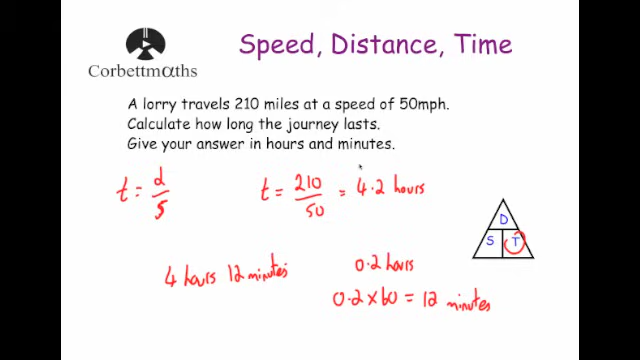 Speed, Distance, Time
Corbettmαths
A lorry travels 210 miles at a speed of 50mph.
Calculate how long the journey lasts.
Give your answer in hours and minutes.
t = d/s
t = 210/50 = 4.2 hours
D
S T
4 hours 12 minutes
0.2 hours
0.2 x 60 = 12 minutes